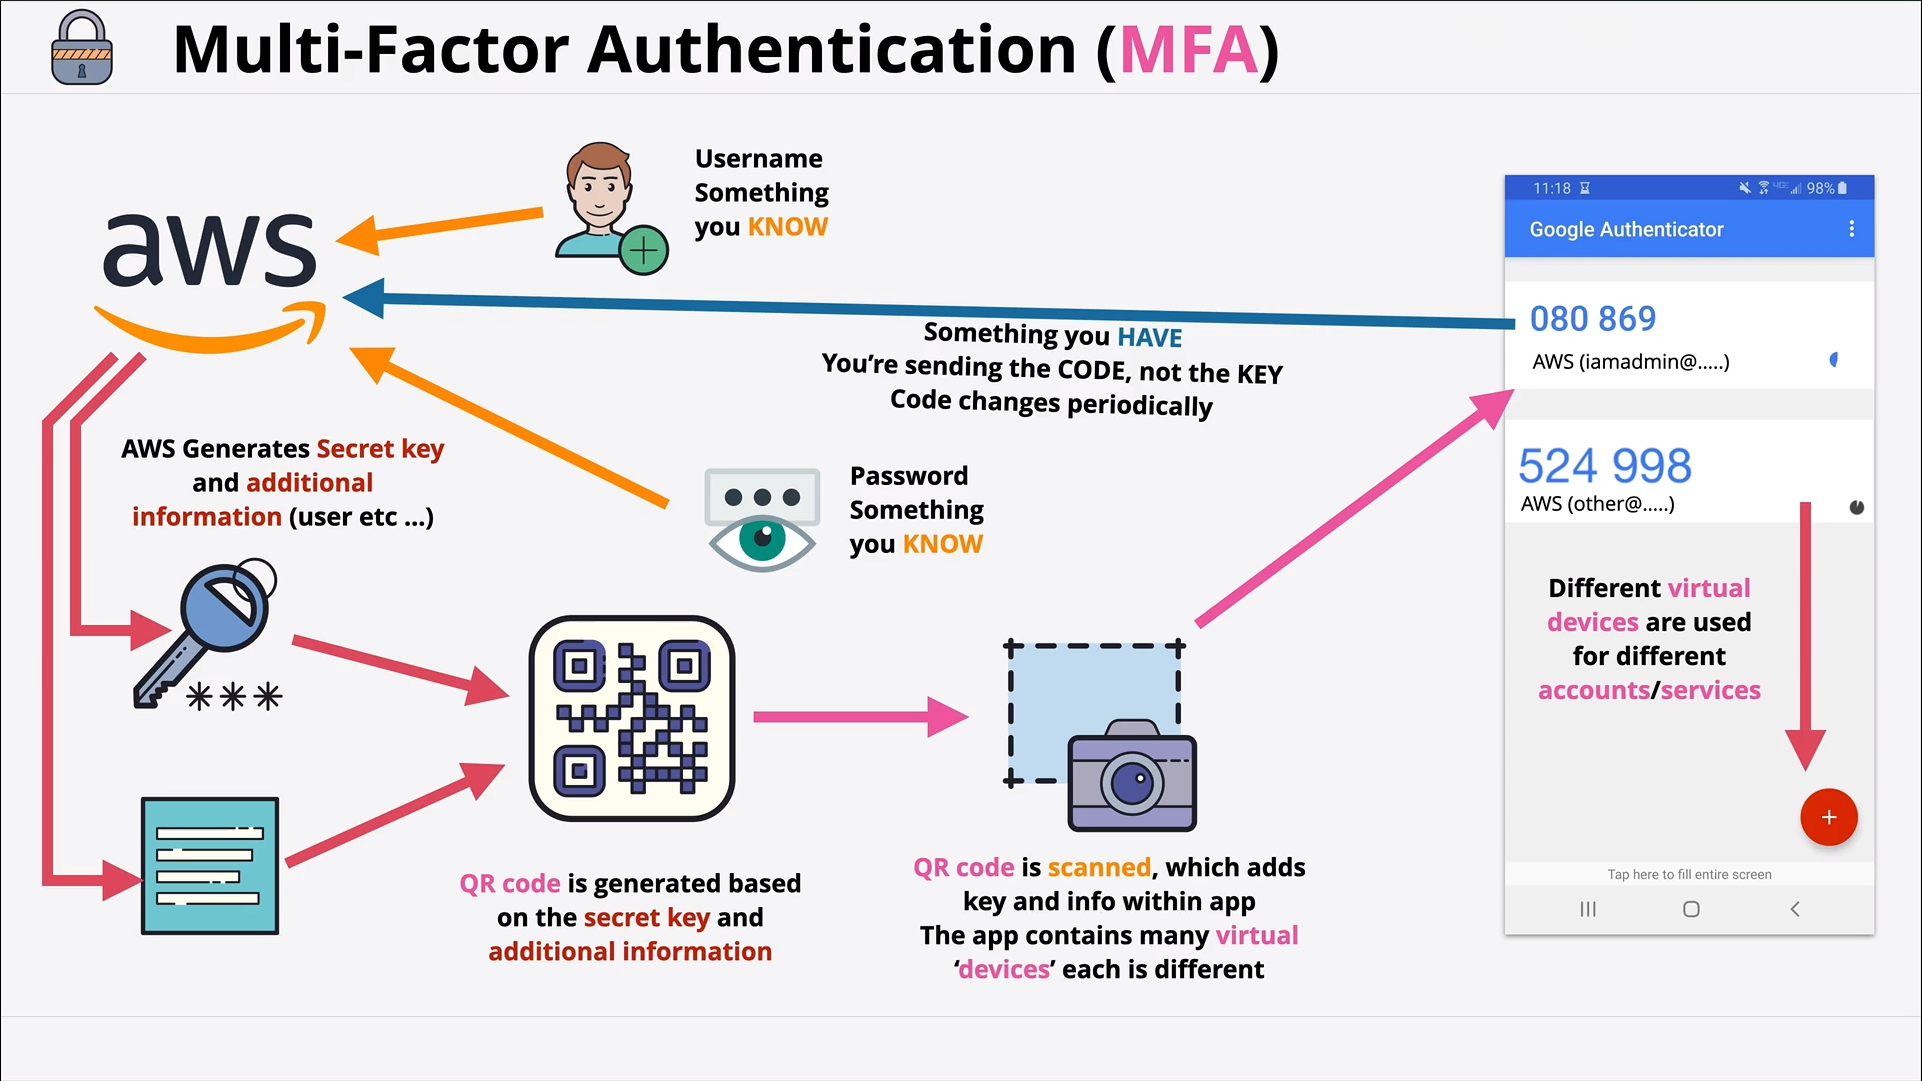 Multi-Factor Authentication (MFA)
aws
Username
Something
you KNOW
Something you HAVE
You’re sending the CODE, not the KEY
Code changes periodically
AWS Generates Secret key
and additional
information (user etc ...)
Password
Something
you KNOW
QR code is generated based
on the secret key and
additional information
QR code is scanned, which adds
key and info within app
The app contains many virtual
‘devices’ each is different
11:18
98%
Google Authenticator
080 869
AWS (iamadmin@.....)
524 998
AWS (other@.....)
Different virtual
devices are used
for different
accounts/services
Tap here to fill entire screen